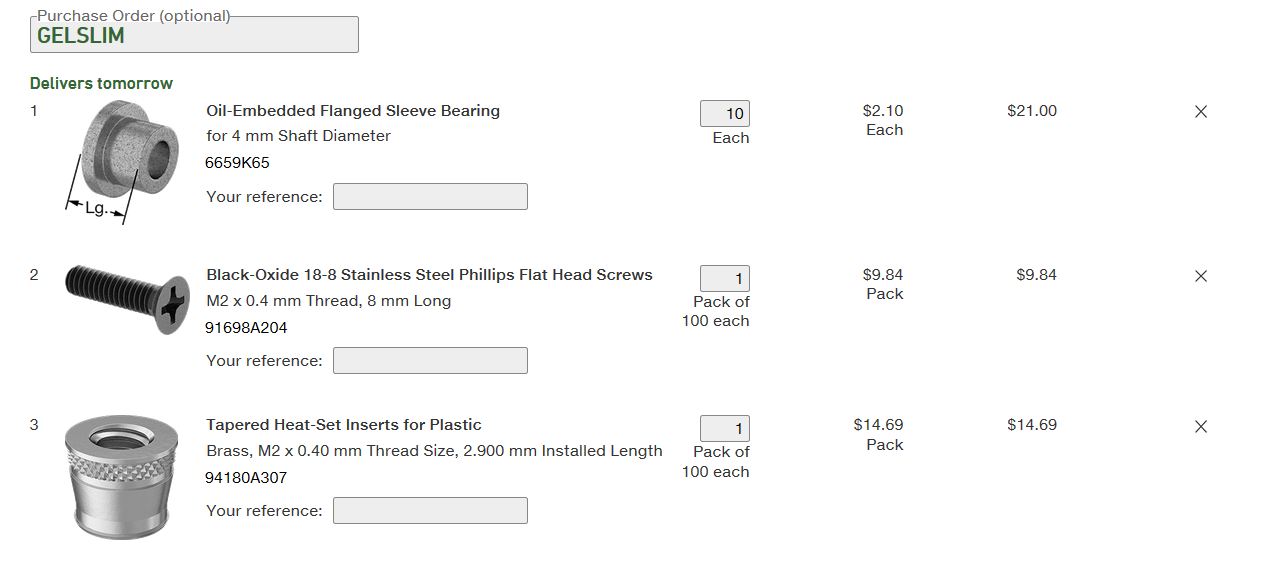 Purchase Order (optional)
GELSLIM
Delivers tomorrow
1
Oil-Embedded Flanged Sleeve Bearing
for 4 mm Shaft Diameter
6659K65
Your reference:
Lg.
10
Each
$2.10
Each
$21.00
2
Black-Oxide 18-8 Stainless Steel Phillips Flat Head Screws
M2 x 0.4 mm Thread, 8 mm Long
91698A204
Your reference:
1
Pack of
100 each
$9.84
Pack
$9.84
3
Tapered Heat-Set Inserts for Plastic
Brass, M2 x 0.40 mm Thread Size, 2.900 mm Installed Length
94180A307
Your reference:
1
Pack of
100 each
$14.69
Pack
$14.69